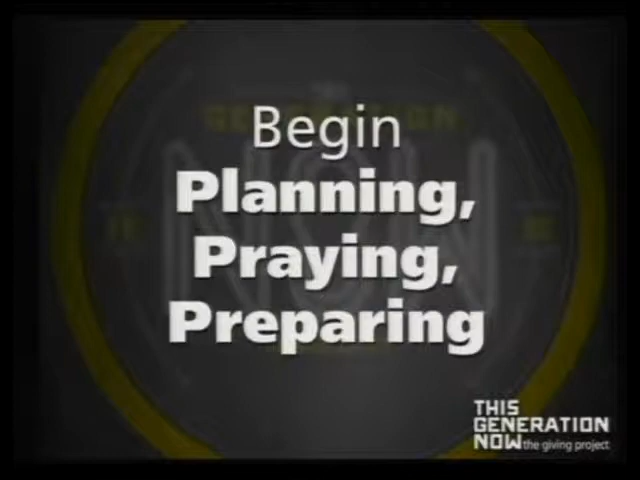 Begin
Planning,
Praying,
Preparing
THIS
GENERATION
NOW the giving project